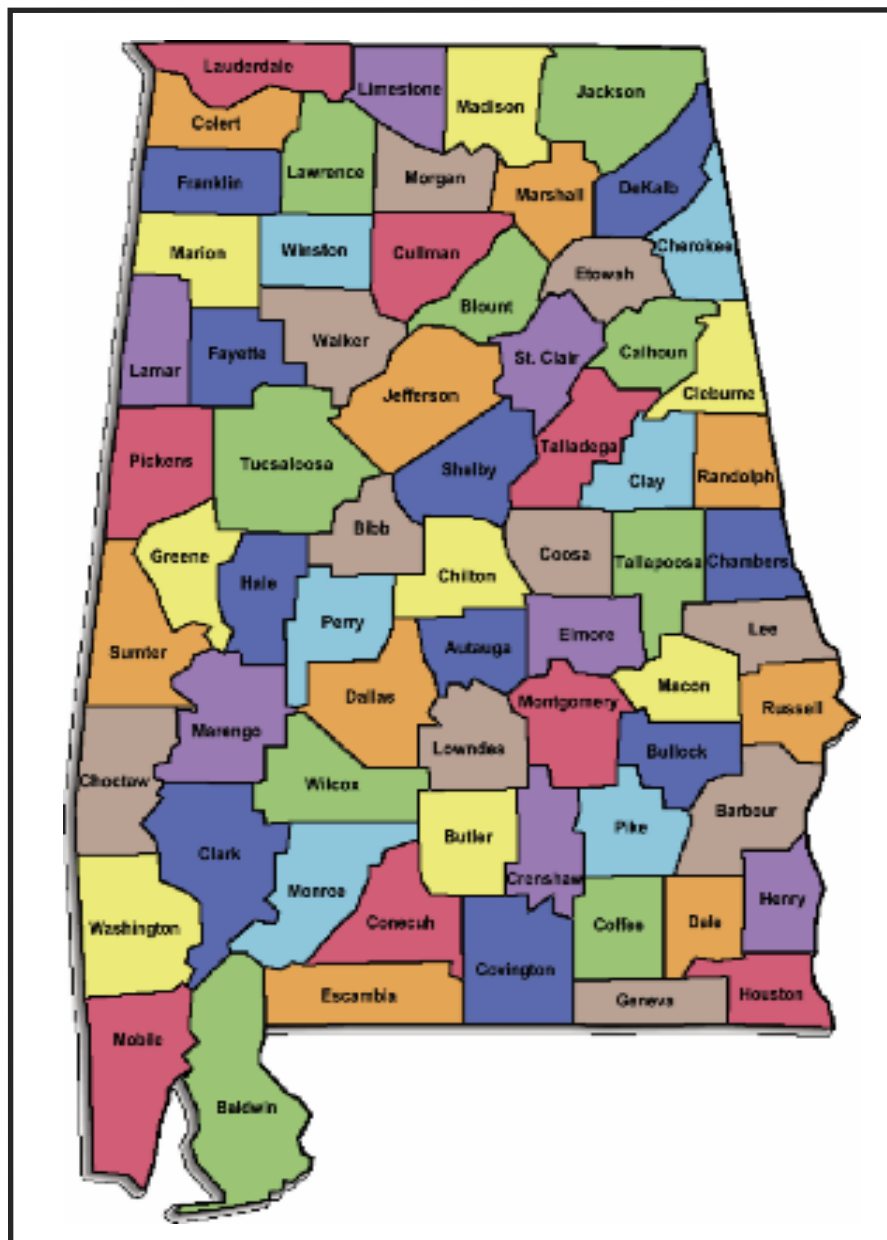 Lauderdale
Limestone
Madison
Jackson
Colert
Franklin
Lawrence
Morgan
Marshall
DeKalb
Marion
Winston
Cullman
Cherokee
Etowah
Blount
Lamar
Fayette
Walker
St. Clair
Calhoun
Jefferson
Cleburne
Pickens
Tucsaloosa
Shelby
Talladega
Clay
Randolph
Greene
Bibb
Hale
Chilton
Coosa
Tallapoosa
Chambers
Sumter
Perry
Autauga
Elmore
Lee
Marengo
Dallas
Montgomery
Macon
Russell
Choctaw
Wilcox
Lowndes
Bullock
Clark
Butler
Pike
Barbour
Monroe
Crenshaw
Henry
Washington
Conecuh
Coffee
Dale
Covington
Escambia
Geneva
Houston
Mobile
Baldwin